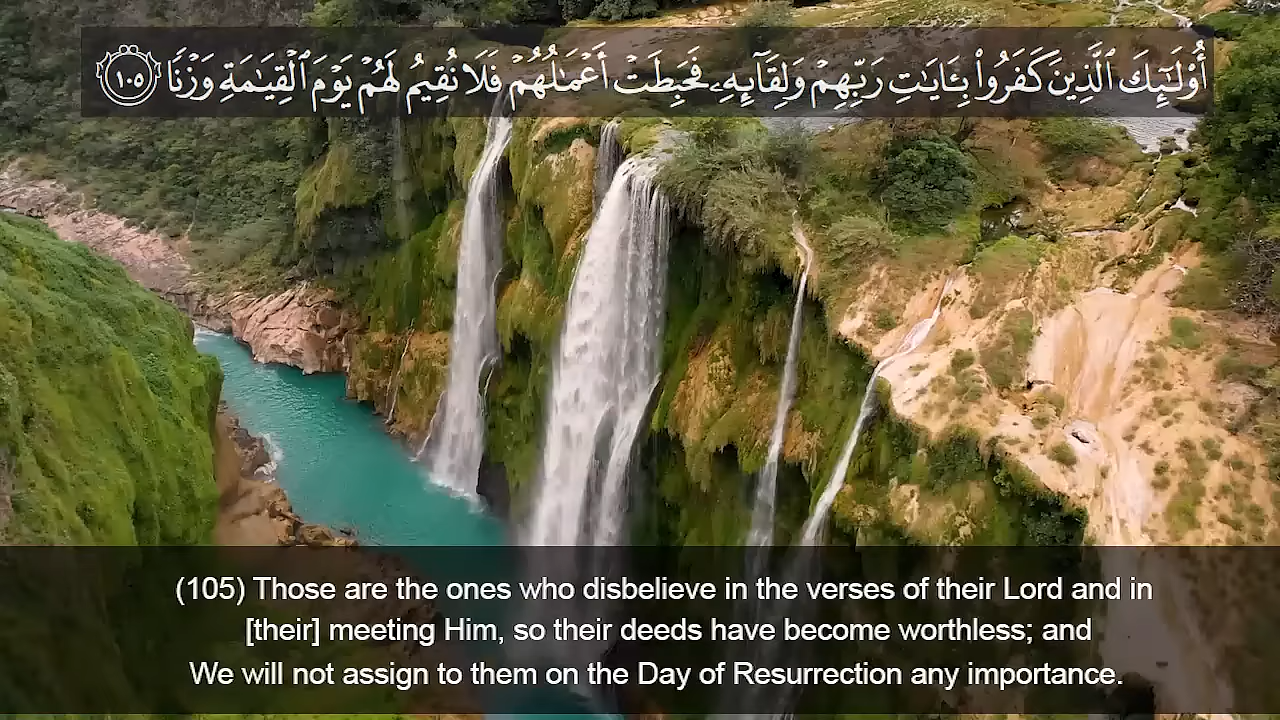 أُو۟لَـٰٓئِكَ ٱلَّذِينَ كَفَرُوا۟ بِـَٔايَـٰتِ رَبِّهِمْ وَلِقَآئِهِۦ فَحَبِطَتْ أَعْمَـٰلُهُمْ فَلَا نُقِيمُ لَهُمْ يَوْمَ ٱلْقِيَـٰمَةِ وَزْنًا ١٠٥
(105) Those are the ones who disbelieve in the verses of their Lord and in
[their] meeting Him, so their deeds have become worthless; and
We will not assign to them on the Day of Resurrection any importance.